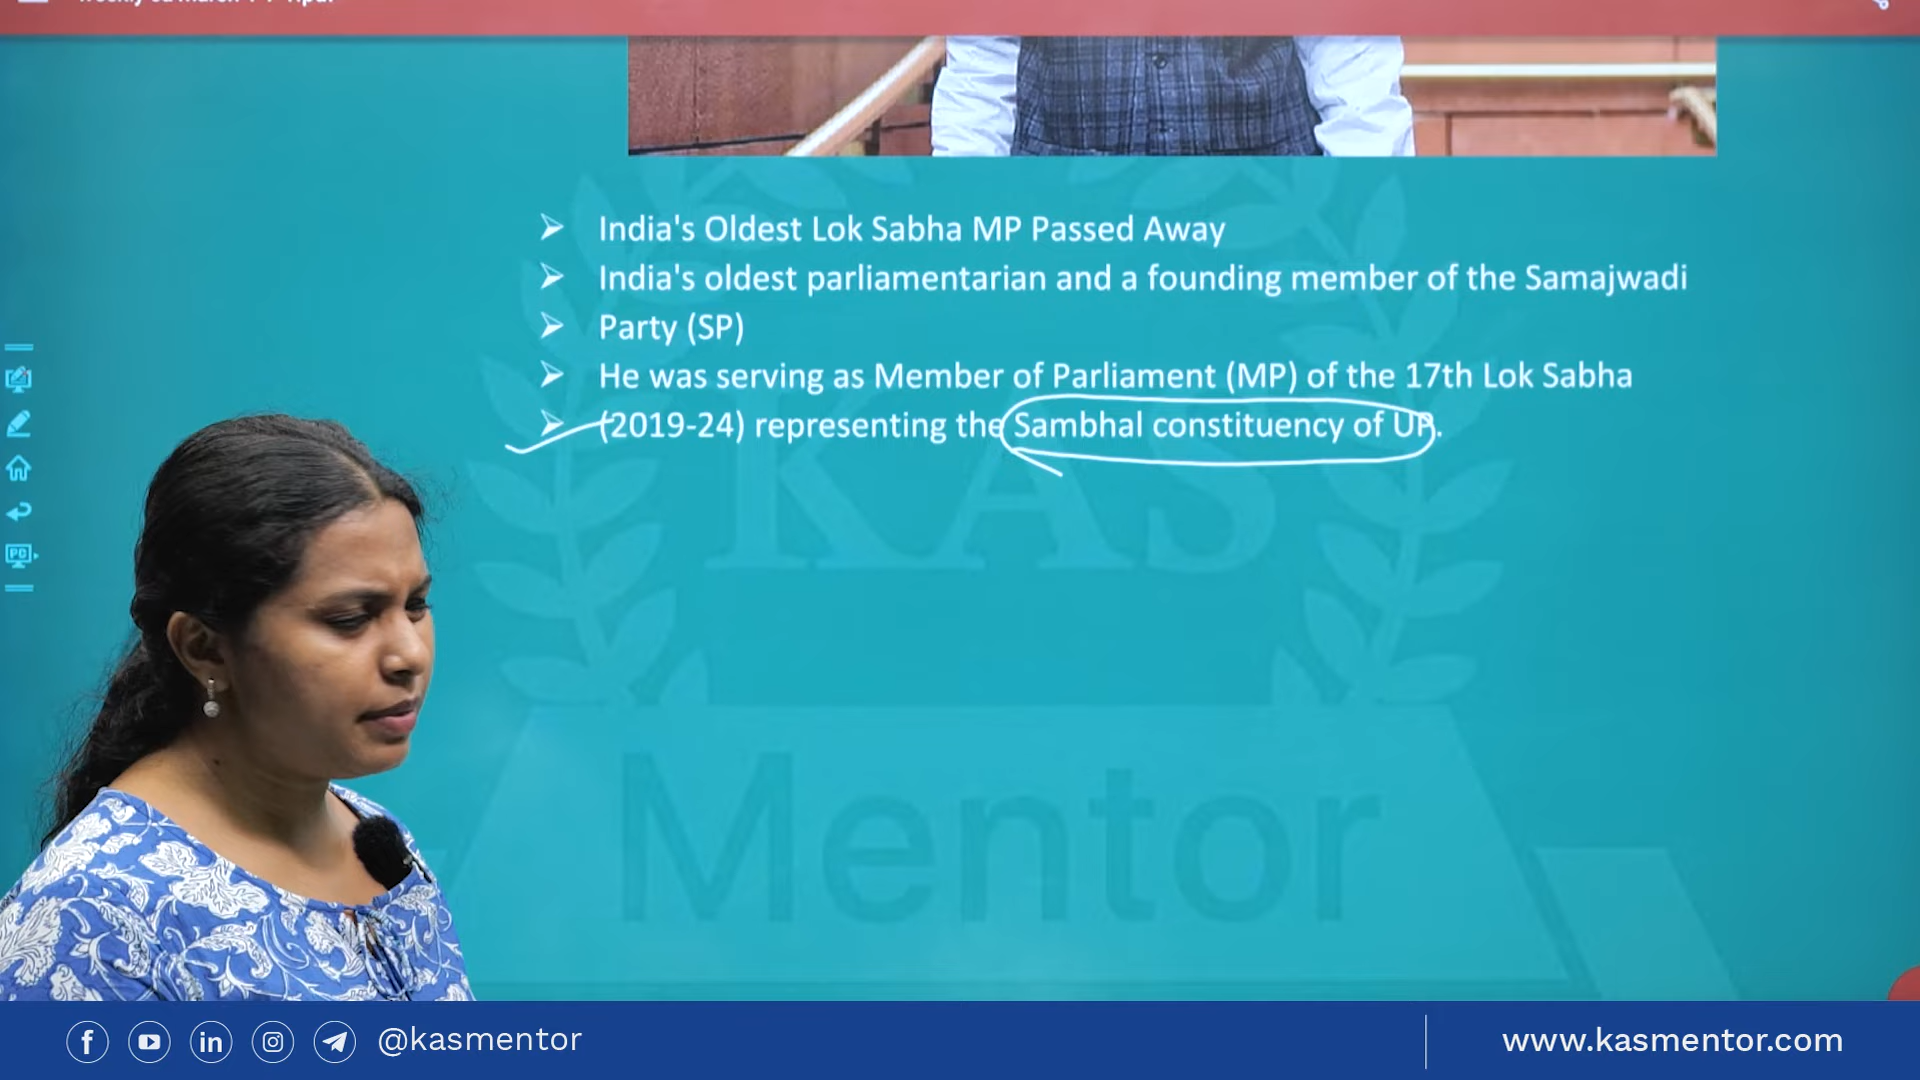 India's Oldest Lok Sabha MP Passed Away
India's oldest parliamentarian and a founding member of the Samajwadi
Party (SP)
He was serving as Member of Parliament (MP) of the 17th Lok Sabha
(2019-24) representing the Sambhal constituency of UP.
KAS
Mentor
PC
@kasmentor
www.kasmentor.com